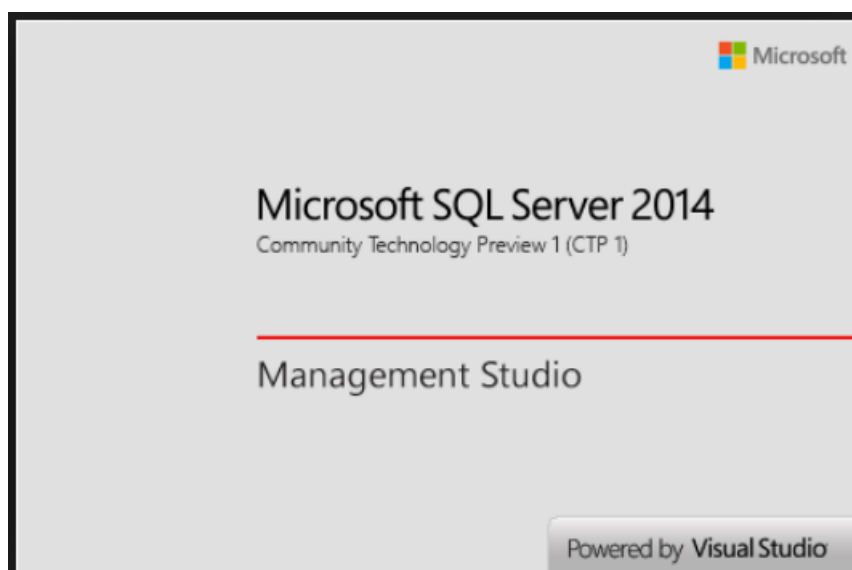 Microsoft
Microsoft SQL Server 2014
Community Technology Preview 1 (CTP 1)
Management Studio
Powered by Visual Studio